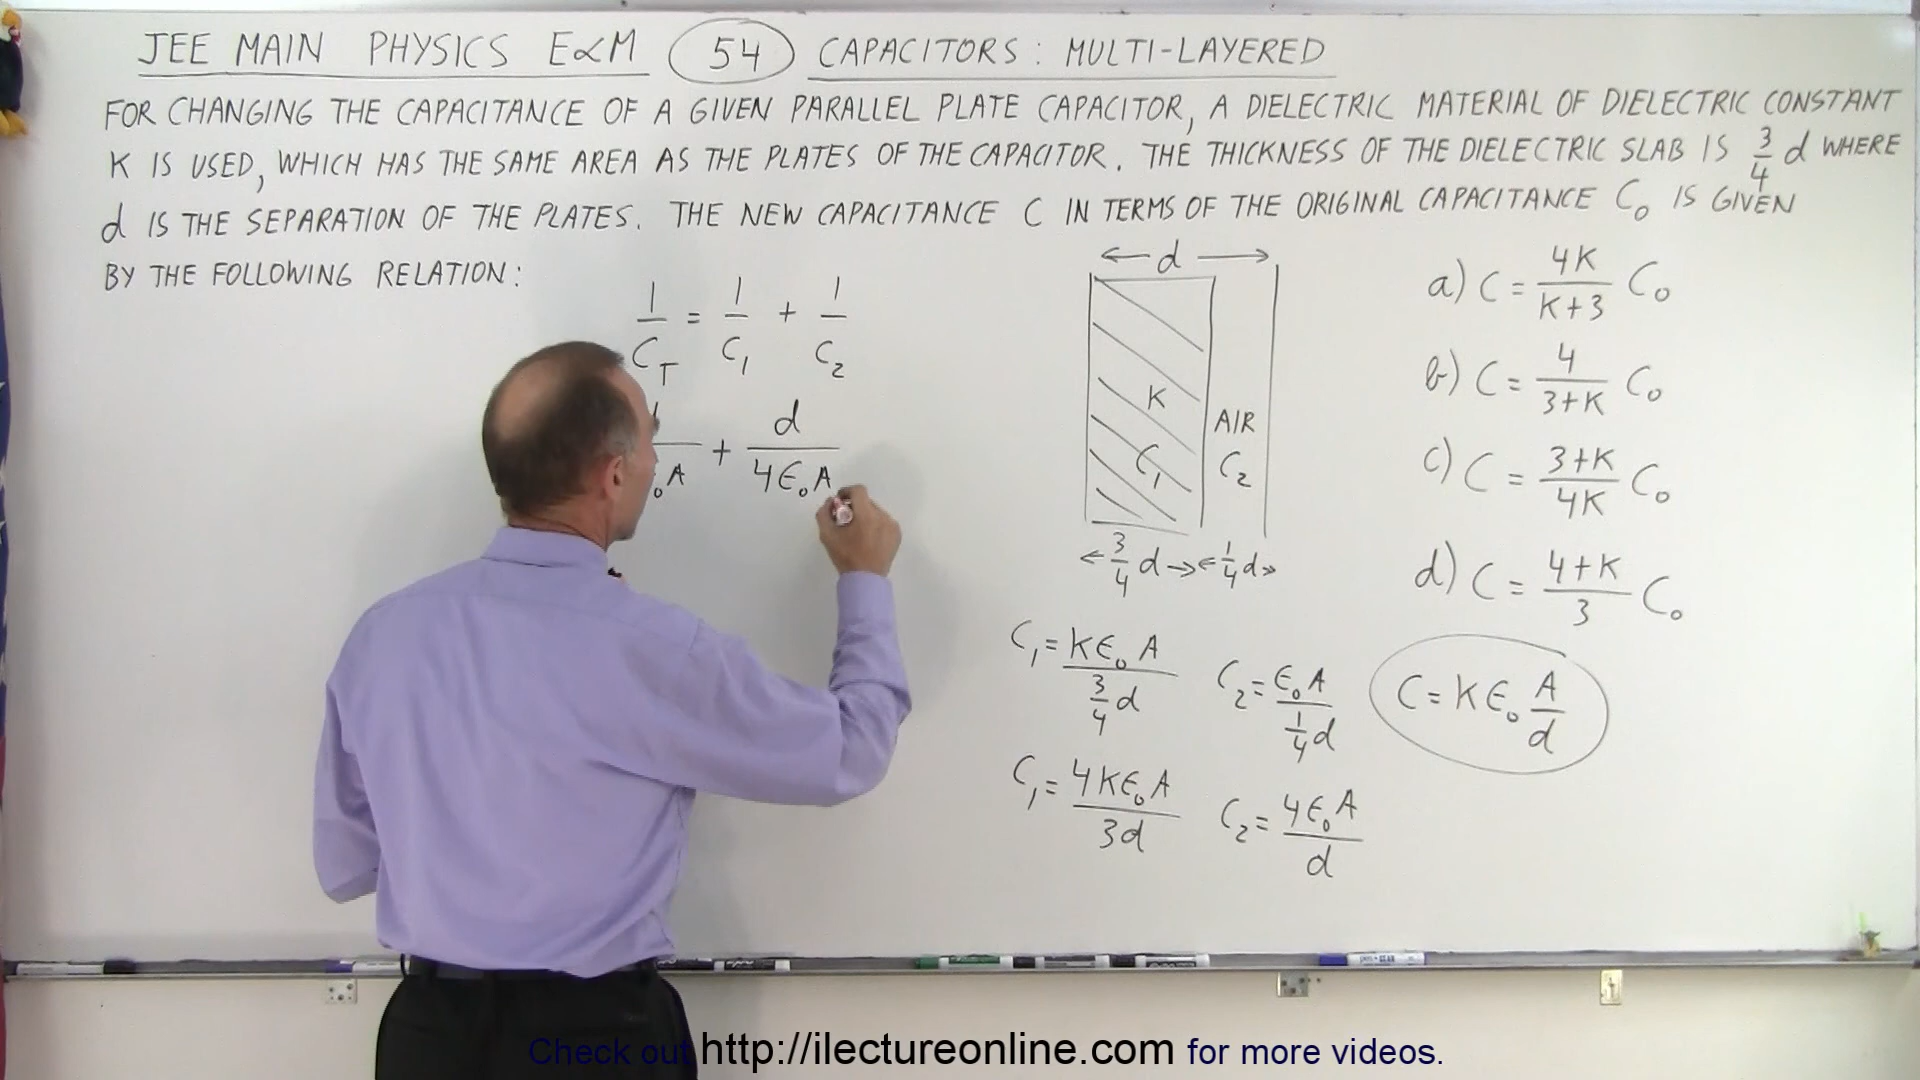 JEE MAIN PHYSICS E&M 54 CAPACITORS: MULTI-LAYERED
FOR CHANGING THE CAPACITANCE OF A GIVEN PARALLEL PLATE CAPACITOR, A DIELECTRIC MATERIAL OF DIELECTRIC CONSTANT
K IS USED, WHICH HAS THE SAME AREA AS THE PLATES OF THE CAPACITOR. THE THICKNESS OF THE DIELECTRIC SLAB IS 3/4 d WHERE
d IS THE SEPARATION OF THE PLATES. THE NEW CAPACITANCE C IN TERMS OF THE ORIGINAL CAPACITANCE C₀ IS GIVEN
BY THE FOLLOWING RELATION:
1/C_T = 1/C₁ + 1/C₂
₀A + d/4ϵ₀A
← d →
K
C₁
AIR
C₂
← 3/4 d → ← 1/4 d →
C₁ = Kϵ₀A / 3/4 d
C₂ = ϵ₀A / 1/4 d
C₁ = 4Kϵ₀A / 3d
C₂ = 4ϵ₀A / d
a) C = 4K/K+3 C₀
b) C = 4/3+K C₀
c) C = 3+K/4K C₀
d) C = 4+K/3 C₀
C = Kϵ₀ A/d
Check out http://ilectureonline.com for more videos.